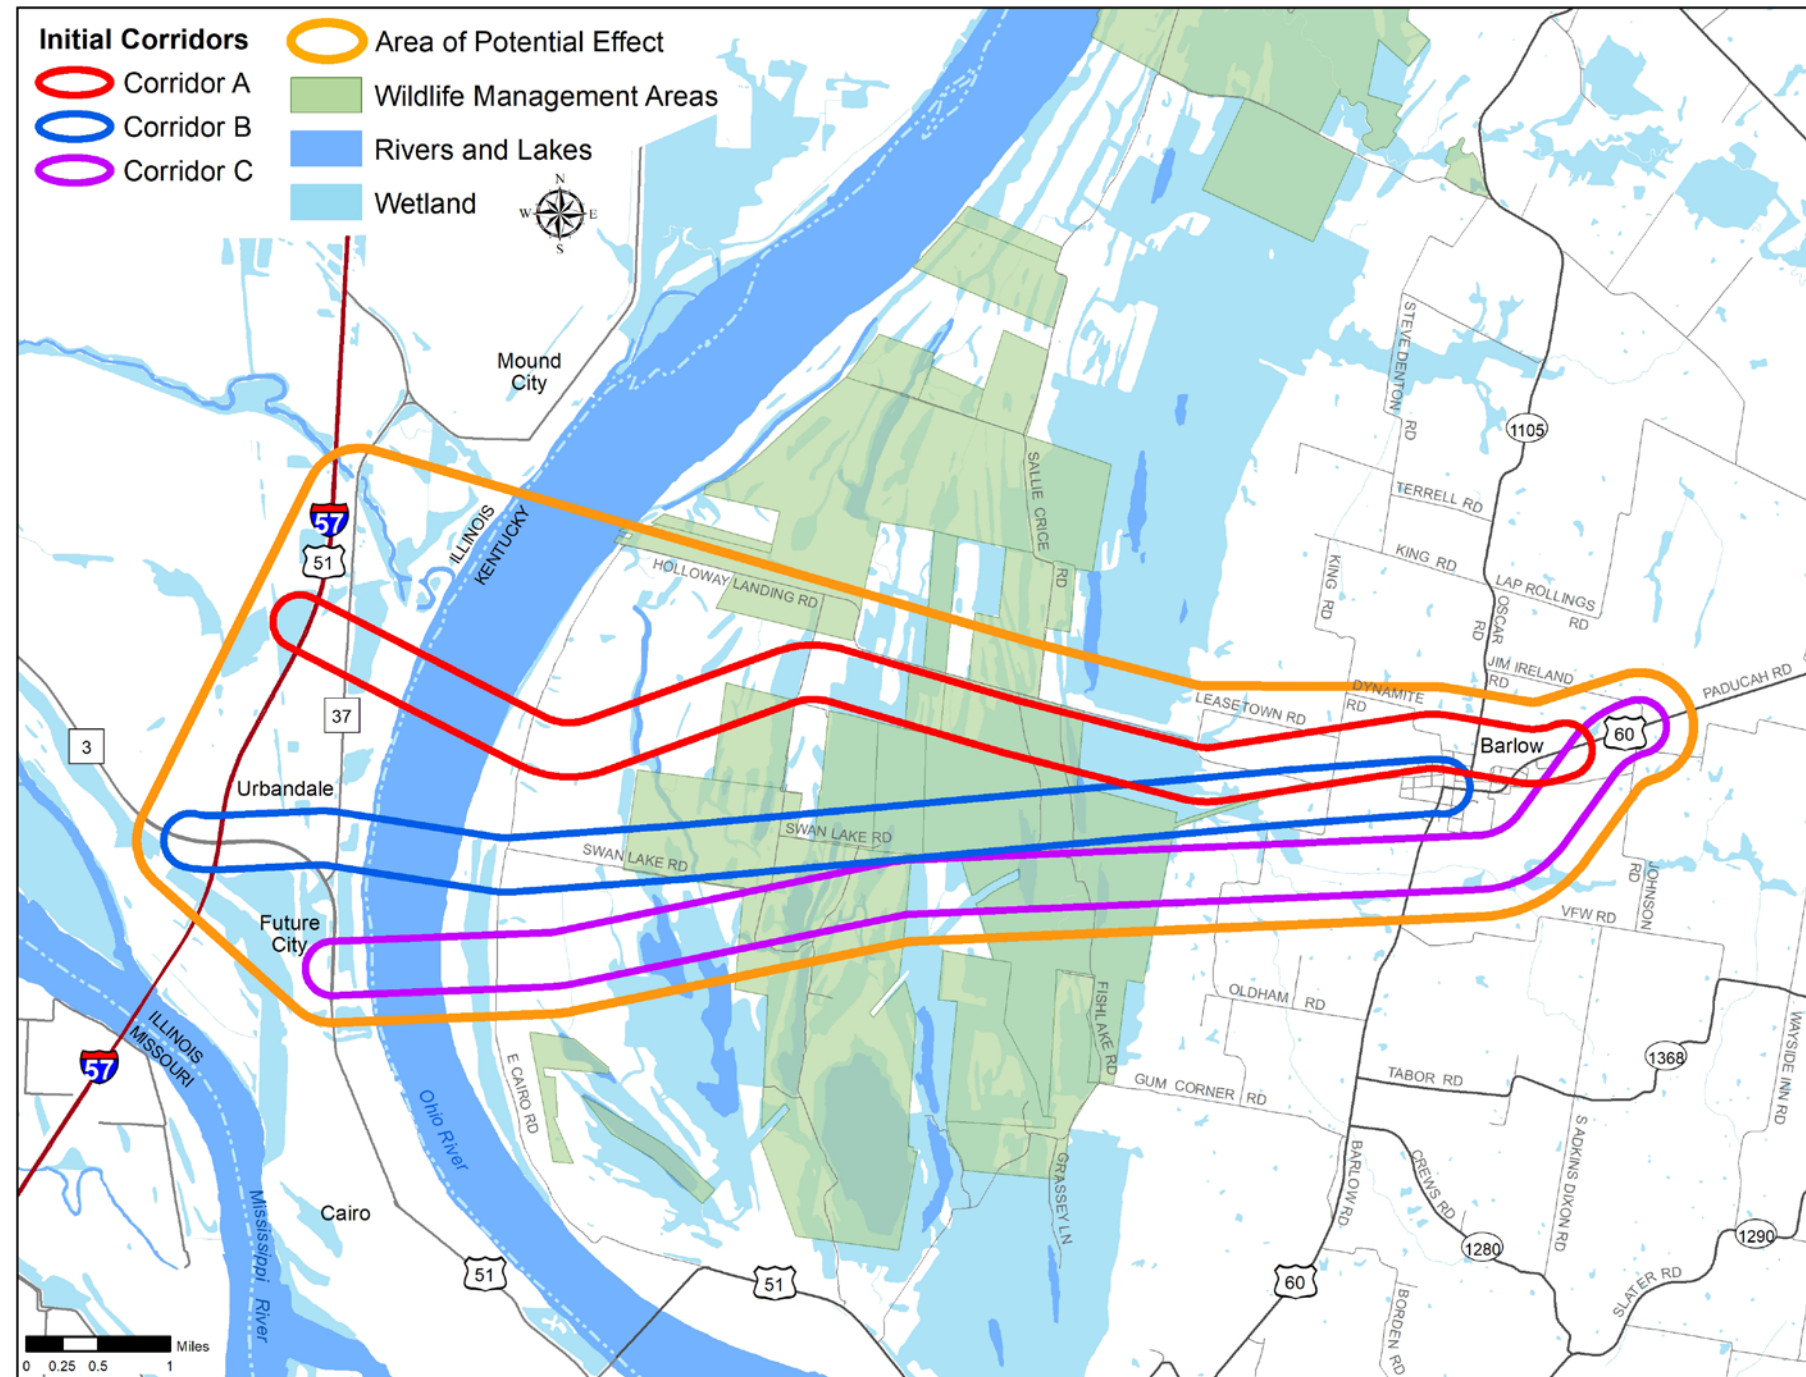 Initial Corridors
Corridor A
Corridor B
Corridor C
Area of Potential Effect
Wildlife Management Areas
Rivers and Lakes
Wetland
N
W E
S
Mound
City
STEVE DENTON RD
1105
SALLIE CRICE RD
TERRELL RD
57
51
ILLINOIS
KENTUCKY
KING RD
KING RD
LAP ROLLINGS
RD
HOLLOWAY LANDING RD
OSCAR
RD
JIM IRELAND
RD
DYNAMITE
RD
LEASETOWN RD
PADUCAH RD
37
3
60
Barlow
Urbandale
SWAN LAKE RD
SWAN LAKE RD
JOHNSON
RD
VFW RD
Future
City
OLDHAM RD
FISHLAKE RD
ILLINOIS
MISSOURI
57
1368
WAYSIDE INN RD
TABOR RD
GUM CORNER RD
E CAIRO RD
Ohio River
S ADKINS DIXON RD
BARLOW RD
CREWS RD
GRASSEY LN
Cairo
Mississippi River
1280
1290
51
51
60
SLATER RD
BORDEN RD
Miles
0 0.25 0.5 1